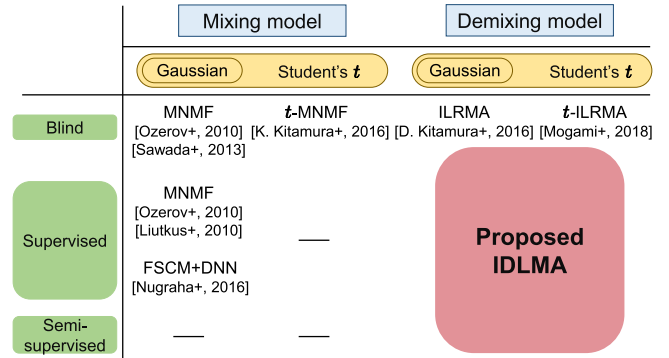 Mixing model
Demixing model
Gaussian
Student's t
Gaussian
Student's t
Blind
MNMF
[Ozerov+, 2010]
[Sawada+, 2013]
t-MNMF
[K. Kitamura+, 2016]
ILRMA
[D. Kitamura+, 2016]
t-ILRMA
[Mogami+, 2018]
Supervised
MNMF
[Ozerov+, 2010]
[Liutkus+, 2010]
FSCM+DNN
[Nugraha+, 2016]
—
Proposed
IDLMA
Semi-
supervised
—
—